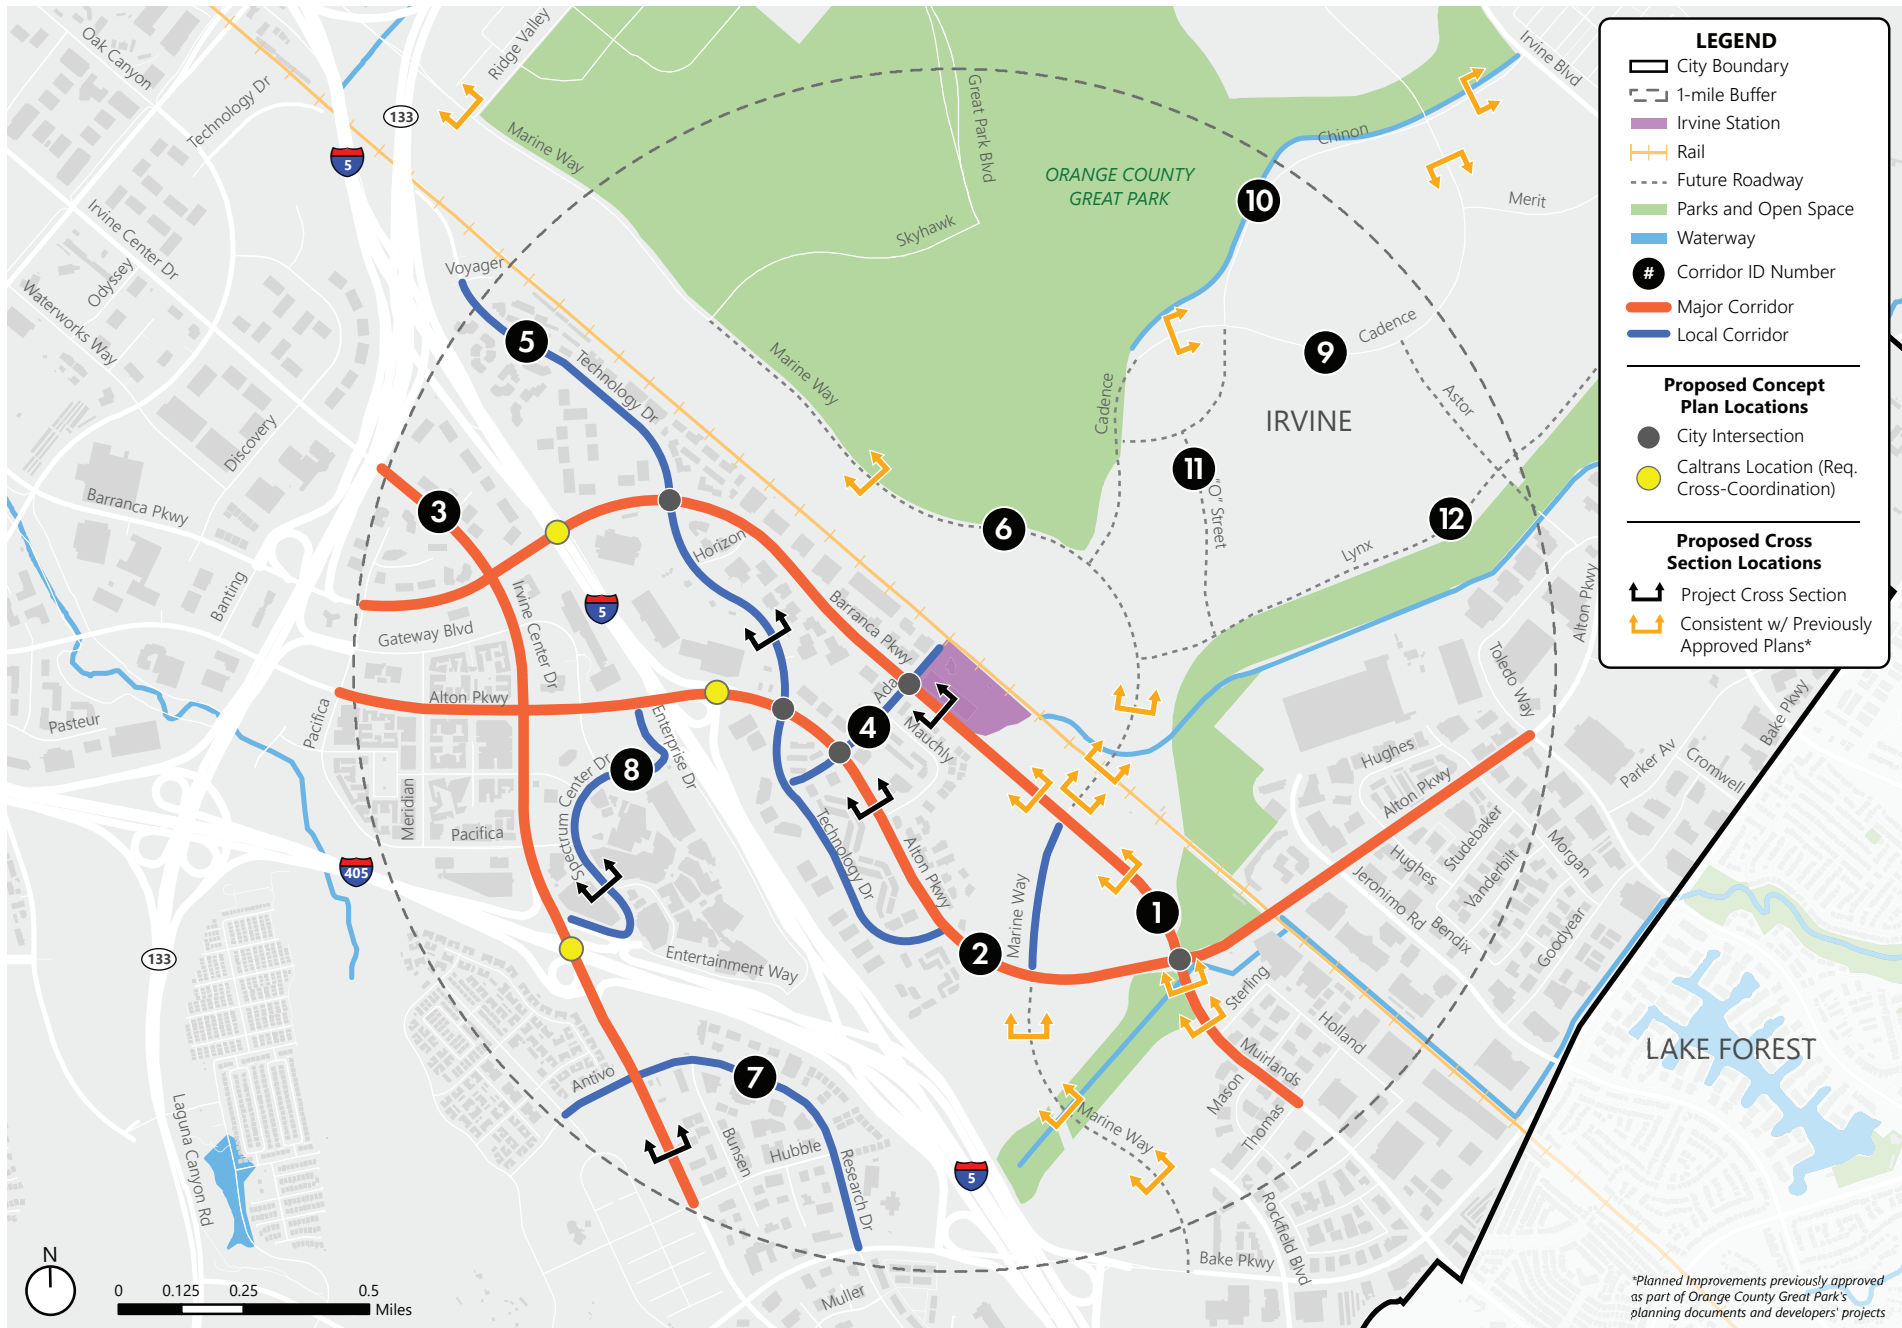 Oak Canyon
Technology Dr
Ridge Valley
133
5
Marine Way
Great Park Blvd
ORANGE COUNTY
GREAT PARK
Skyhawk
Chinon
Irvine Blvd
Merit
10
Irvine Center Dr
Odyssey
Waterworks Way
Voyager
5
Technology Dr
Marine Way
Cadence
9
Cadence
Astor
IRVINE
Discovery
Barranca Pkwy
Banting
3
Horizon
6
11
"O" Street
12
Lynx
Irvine Center Dr
5
Gateway Blvd
Barranca Pkwy
Alton Pkwy
Toledo Way
Alton Pkwy
Pacifica
Pasteur
Ada
4
Mauchly
Enterprise Dr
8
Spectrum Center Dr
Meridian
Pacifica
405
Technology Dr
Alton Pkwy
Marine Way
1
2
Hughes
Alton Pkwy
Studebaker
Hughes
Vanderbilt
Jeronimo Rd
Bendix
Morgan
Goodyear
Parker Av
Cromwell
Bake Pkwy
133
Entertainment Way
Sterling
Holland
Muirlands
Mason
Thomas
LAKE FOREST
Antivo
7
Bunsen
Hubble
Research Dr
Laguna Canyon Rd
Marine Way
5
Rockfield Blvd
Bake Pkwy
Muller
N
0
0.125
0.25
0.5
Miles
LEGEND
City Boundary
1-mile Buffer
Irvine Station
Rail
Future Roadway
Parks and Open Space
Waterway
# Corridor ID Number
Major Corridor
Local Corridor
Proposed Concept
Plan Locations
City Intersection
Caltrans Location (Req.
Cross-Coordination)
Proposed Cross
Section Locations
Project Cross Section
Consistent w/ Previously
Approved Plans*
*Planned Improvements previously approved
as part of Orange County Great Park's
planning documents and developers' projects